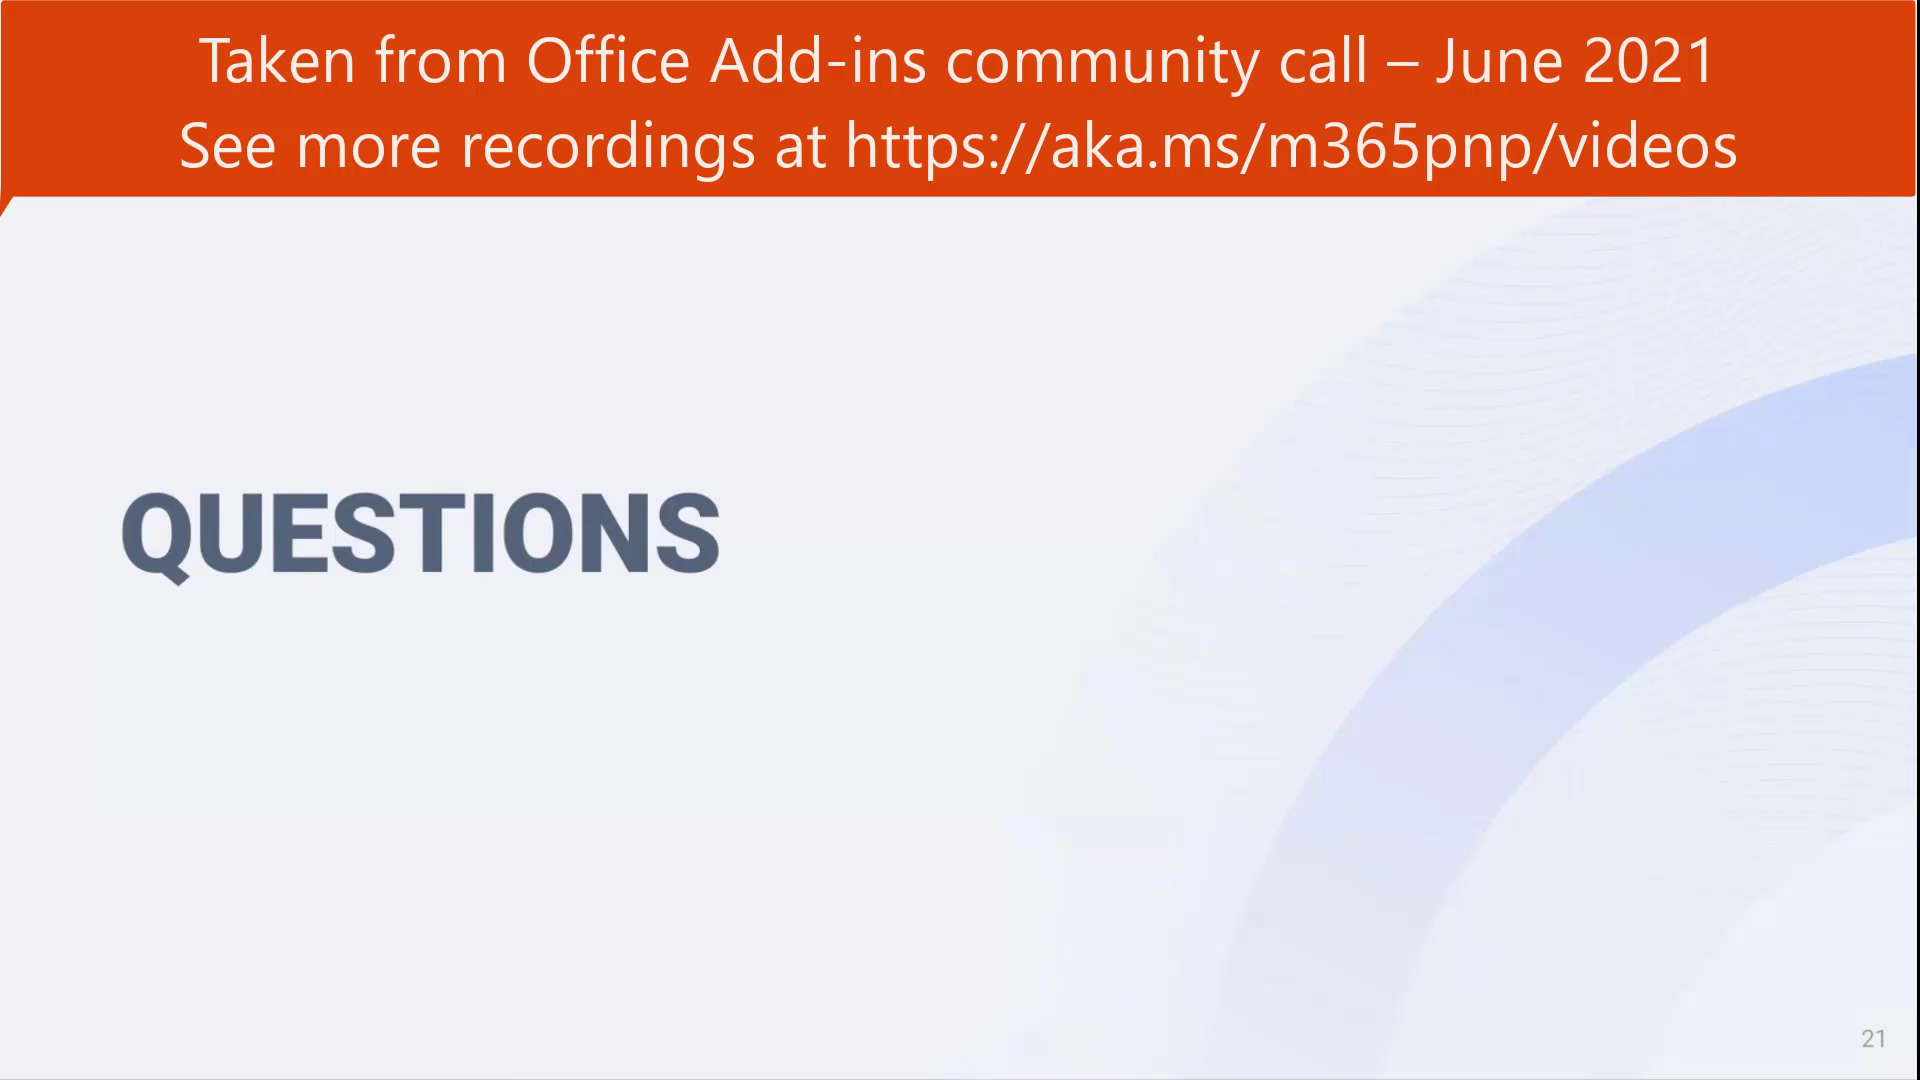 Taken from Office Add-ins community call – June 2021
See more recordings at https://aka.ms/m365pnp/videos
QUESTIONS
21